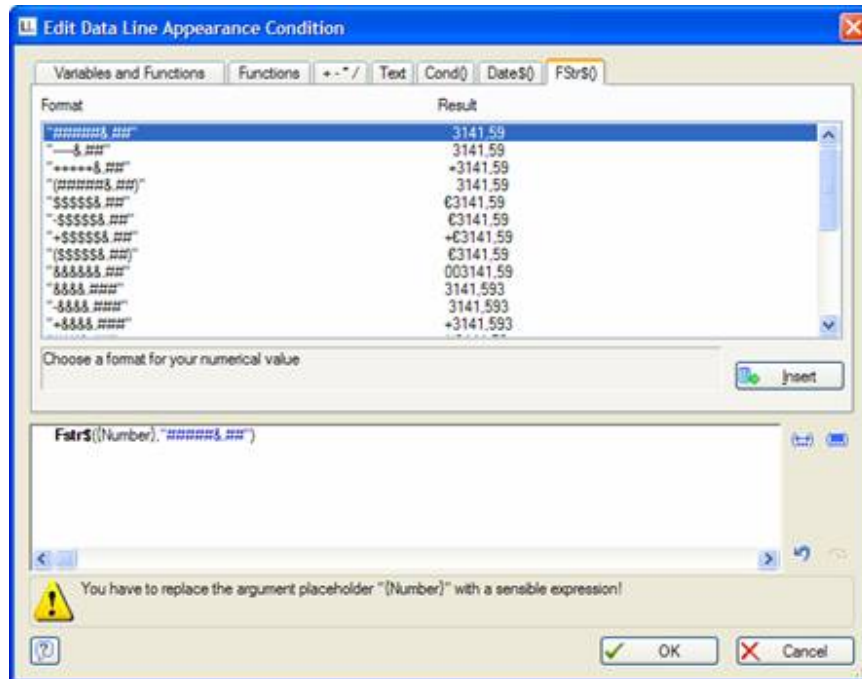 LL Edit Data Line Appearance Condition
Variables and Functions Functions + - * / Text Cond() Date$() FStr$()
Format Result
"#####&.##" 3141,59
"-----&.##" 3141,59
"+++++&.##" +3141,59
"(#####&.##)" 3141,59
"$$$$$&.##" €3141,59
"-$$$$$&.##" €3141,59
"+$$$$$&.##" +€3141,59
"($$$$$&.##)" €3141,59
"&&&&&&.##" 003141,59
"&&&&.###" 3141,593
"-&&&&.###" 3141,593
"+&&&&.###" +3141,593
Choose a format for your numerical value
Insert
Fstr$({Number},"#####&.##")
You have to replace the argument placeholder "{Number}" with a sensible expression!
? OK Cancel